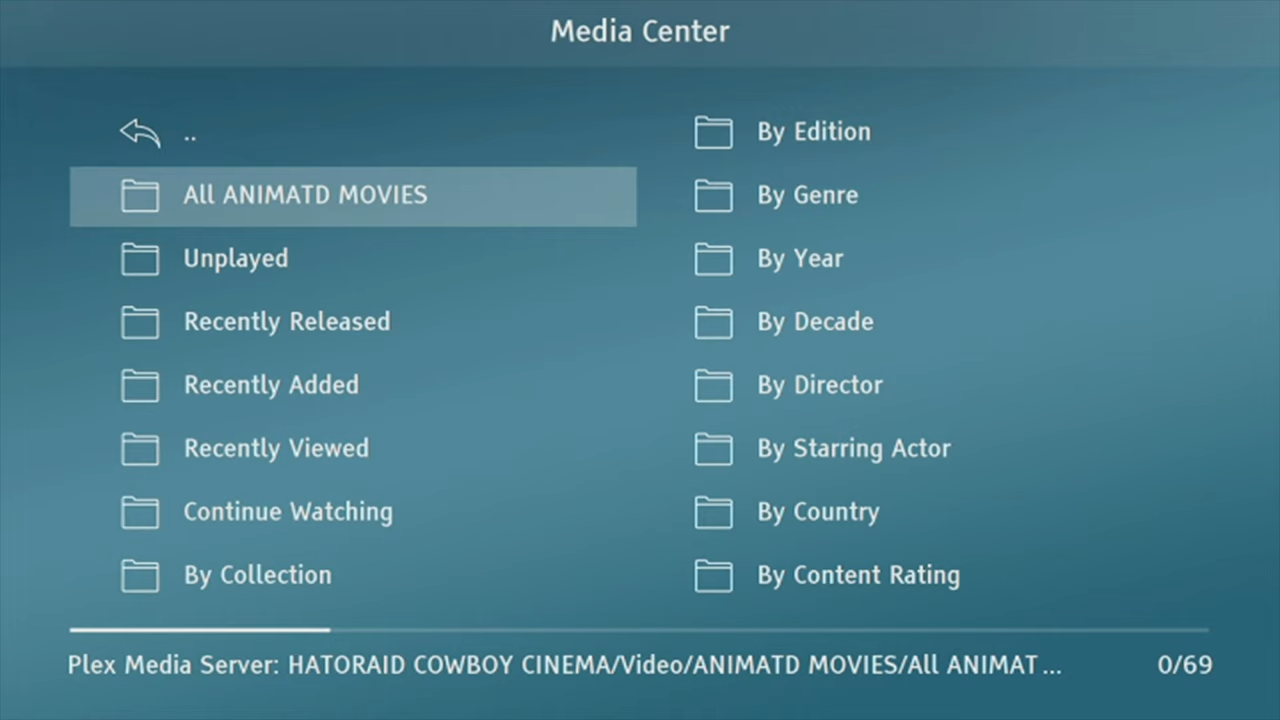 Media Center
..
All ANIMATD MOVIES
Unplayed
Recently Released
Recently Added
Recently Viewed
Continue Watching
By Collection
By Edition
By Genre
By Year
By Decade
By Director
By Starring Actor
By Country
By Content Rating
Plex Media Server: HATORAID COWBOY CINEMA/Video/ANIMATD MOVIES/All ANIMAT...
0/69